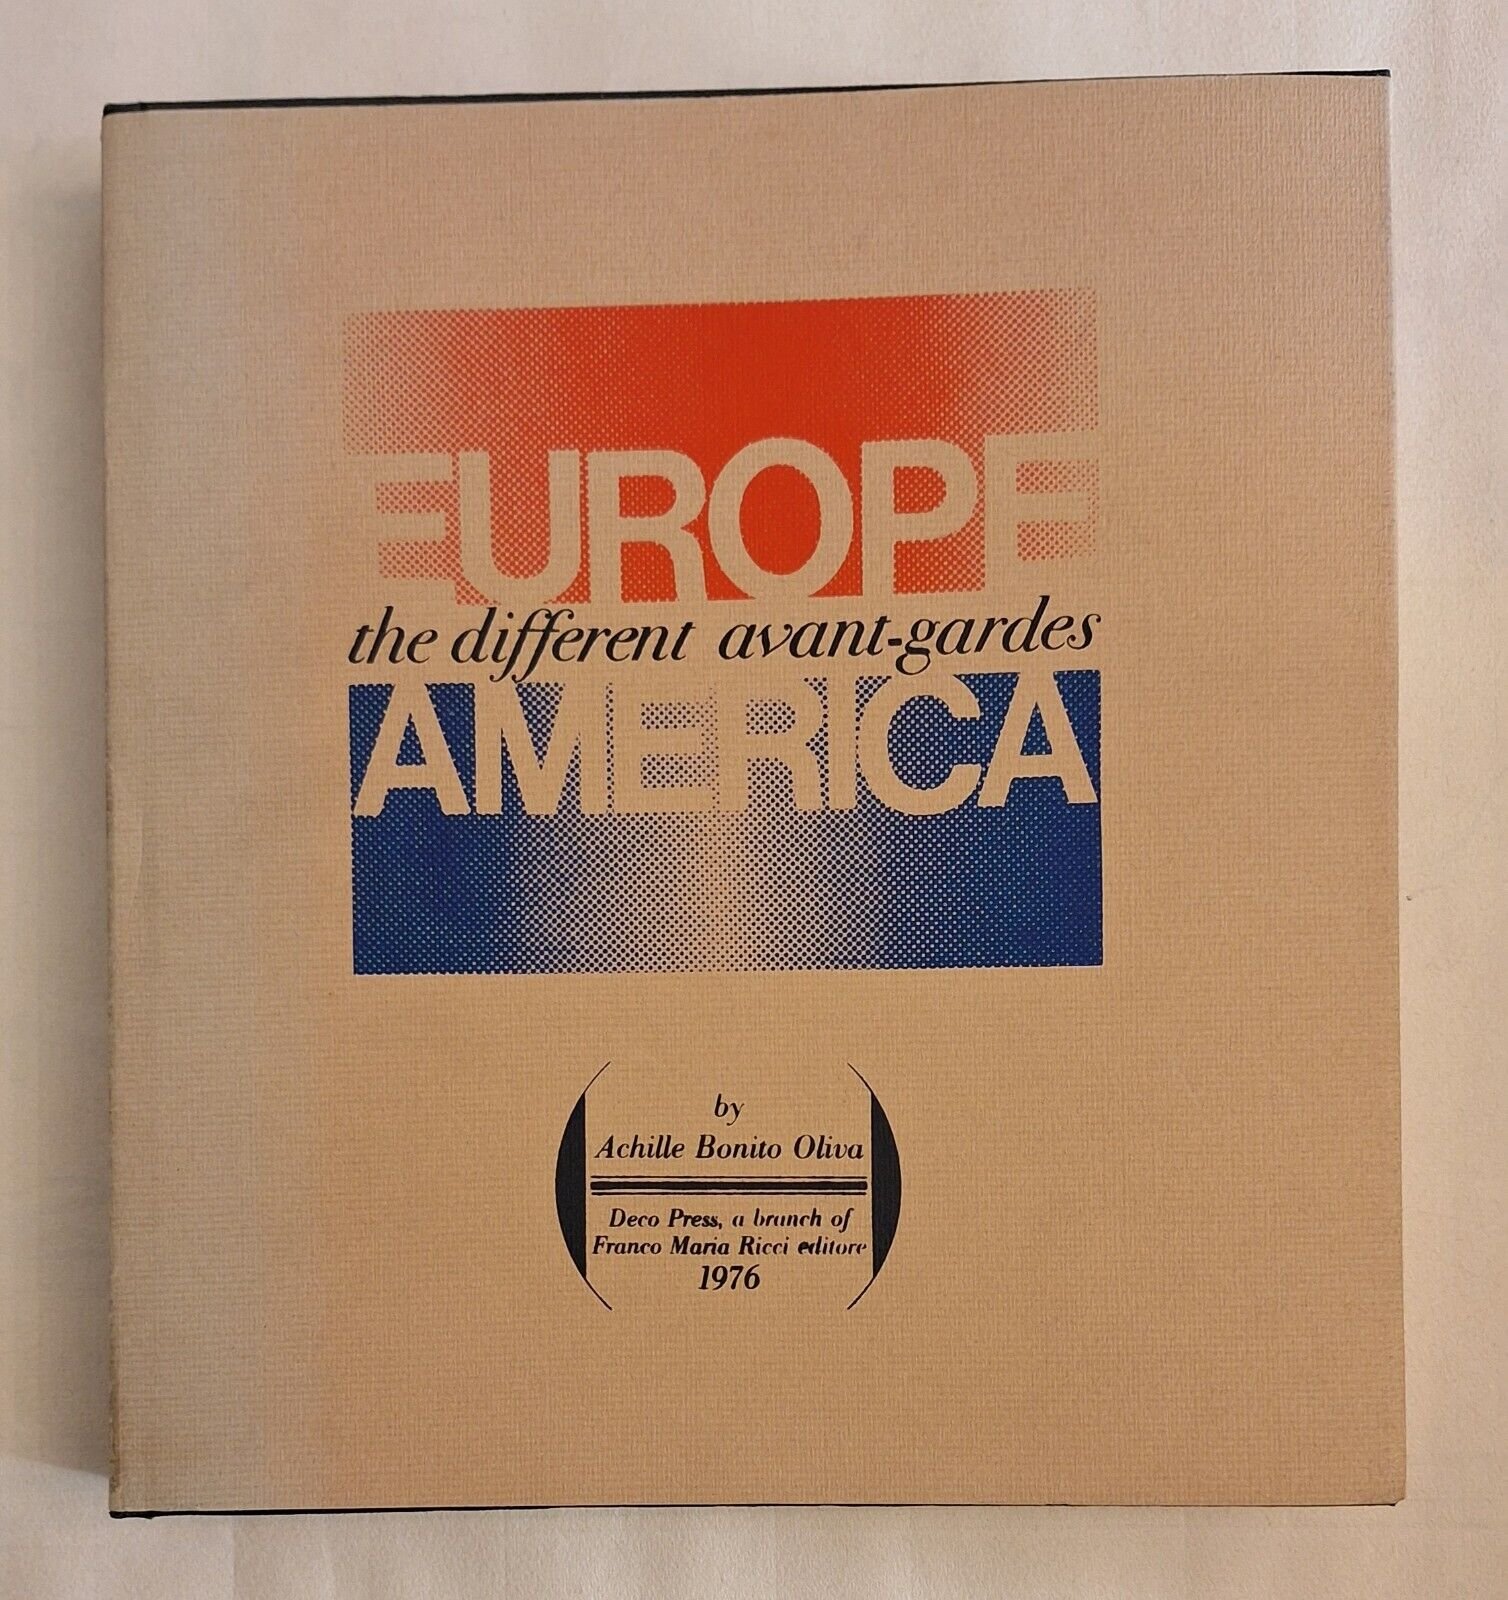 EUROPE
the different avant-gardes
AMERICA
by
Achille Bonito Oliva
Deco Press, a branch of
Franco Maria Ricci editore
1976